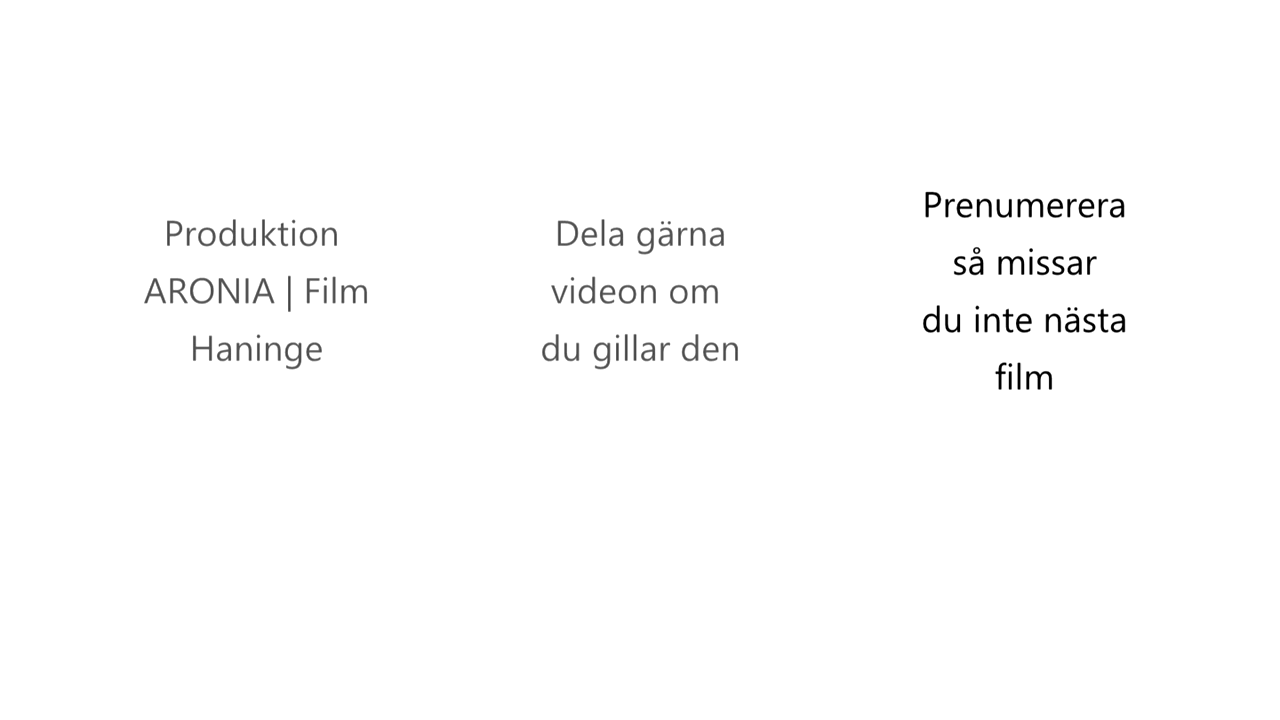 Produktion
ARONIA | Film
Haninge
Dela gärna
videon om
du gillar den
Prenumerera
så missar
du inte nästa
film